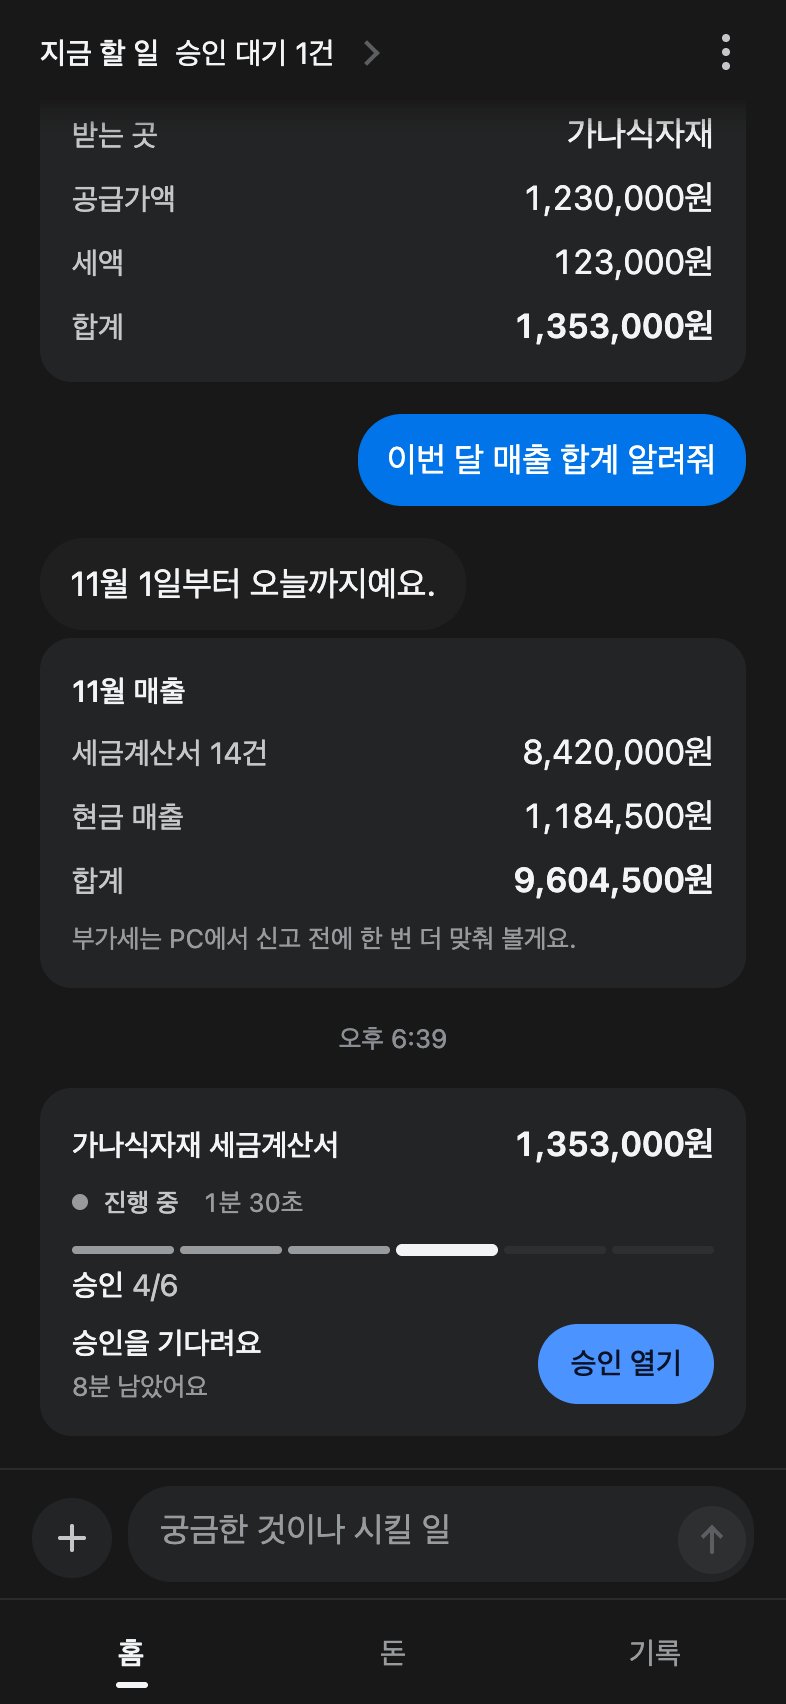 지금 할 일 승인 대기 1건
받는 곳 가나식자재
공급가액 1,230,000원
세액 123,000원
합계 1,353,000원
이번 달 매출 합계 알려줘
11월 1일부터 오늘까지예요.
11월 매출
세금계산서 14건 8,420,000원
현금 매출 1,184,500원
합계 9,604,500원
부가세는 PC에서 신고 전에 한 번 더 맞춰 볼게요.
오후 6:39
가나식자재 세금계산서 1,353,000원
진행 중 1분 30초
승인 4/6
승인을 기다려요
8분 남았어요
승인 열기
궁금한 것이나 시킬 일
홈 돈 기록